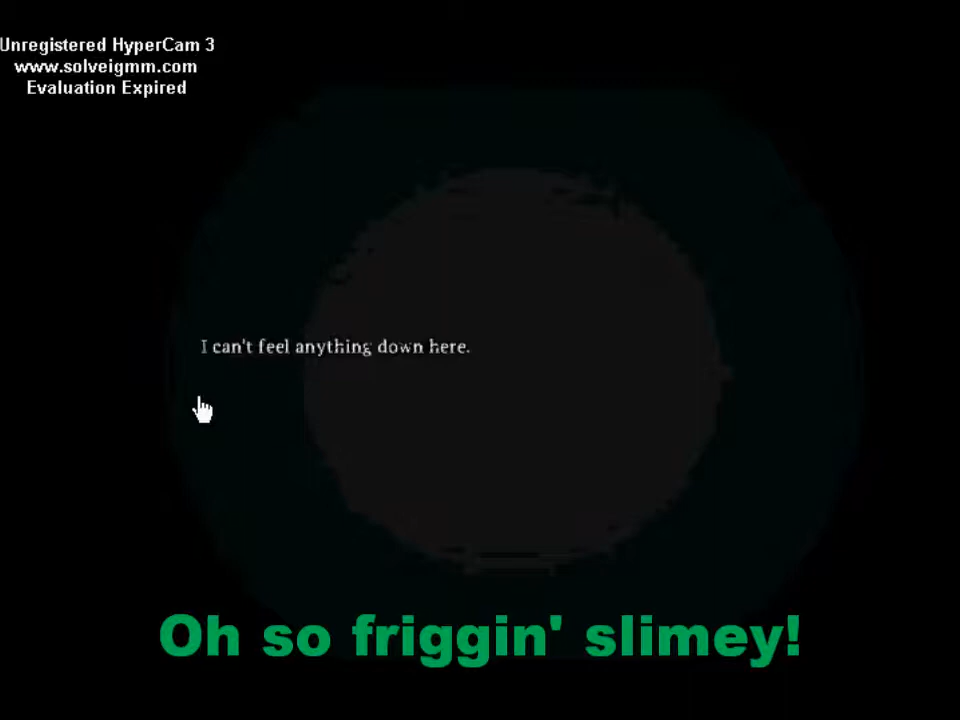 Unregistered HyperCam 3
www.solveigmm.com
Evaluation Expired
I can't feel anything down here.
Oh so friggin' slimey!